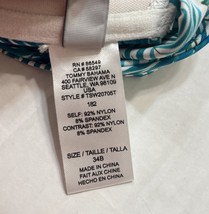 RN # 86549
CA # 58297
TOMMY BAHAMA
400 FAIRVIEW AVE N
SEATTLE, WA 98109
USA
STYLE # TSW20705T
182
SELF: 92% NYLON
8% SPANDEX
CONTRAST: 92% NYLON
8% SPANDEX
SIZE / TAILLE / TALLA
34B
MADE IN CHINA
FAIT AUX CHINE
HECHO EN CHINA